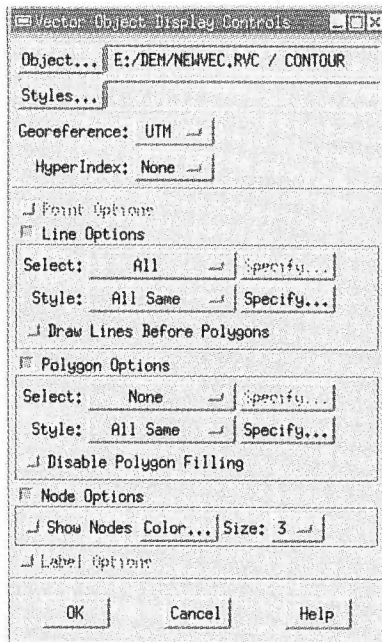 Vector Object Display Controls
Object... E:/DEM/NEWVEC.RVC / CONTOUR
Styles...
Georeference: UTM
HyperIndex: None
Point Options
Line Options
Select: All Specify...
Style: All Same Specify...
Draw Lines Before Polygons
Polygon Options
Select: None Specify...
Style: All Same Specify...
Disable Polygon Filling
Node Options
Show Nodes Color... Size: 3
Label Options
OK Cancel Help